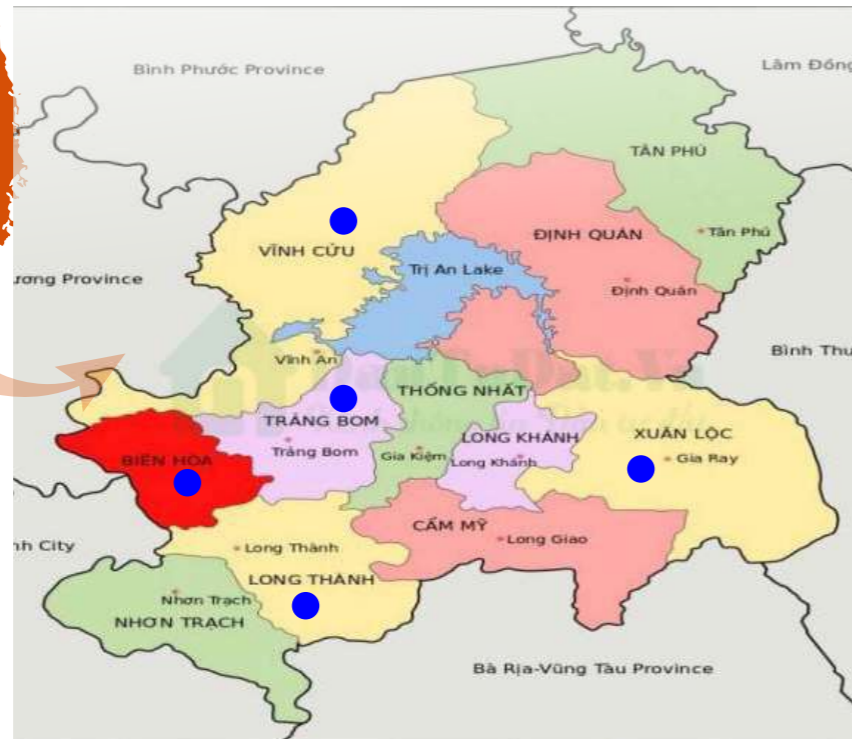 Bình Phước Province
Lâm Đồng
TÂN PHÚ
Tân Phú
ĐỊNH QUÁN
VĨNH CỬU
Trị An Lake
ương Province
Định Quán
Bình Thu
Vĩnh An
THỐNG NHẤT
TRẢNG BOM
LONG KHÁNH
XUÂN LỘC
BIÊN HÒA
Trảng Bom
Gia Kiệm
Long Khánh
Gia Ray
CẨM MỸ
nh City
Long Thành
Long Giao
LONG THÀNH
Nhơn Trạch
NHƠN TRẠCH
Bà Rịa-Vũng Tàu Province